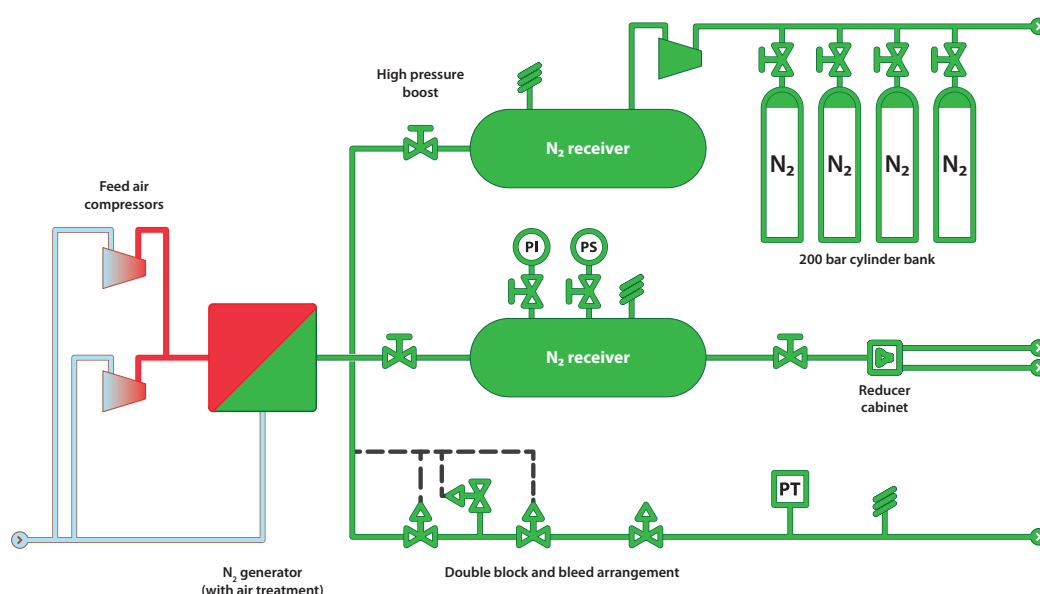 High pressure
boost
N₂ receiver
N₂
N₂
N₂
N₂
200 bar cylinder bank
Feed air
compressors
PI
PS
N₂ receiver
Reducer
cabinet
PT
N₂ generator
(with air treatment)
Double block and bleed arrangement